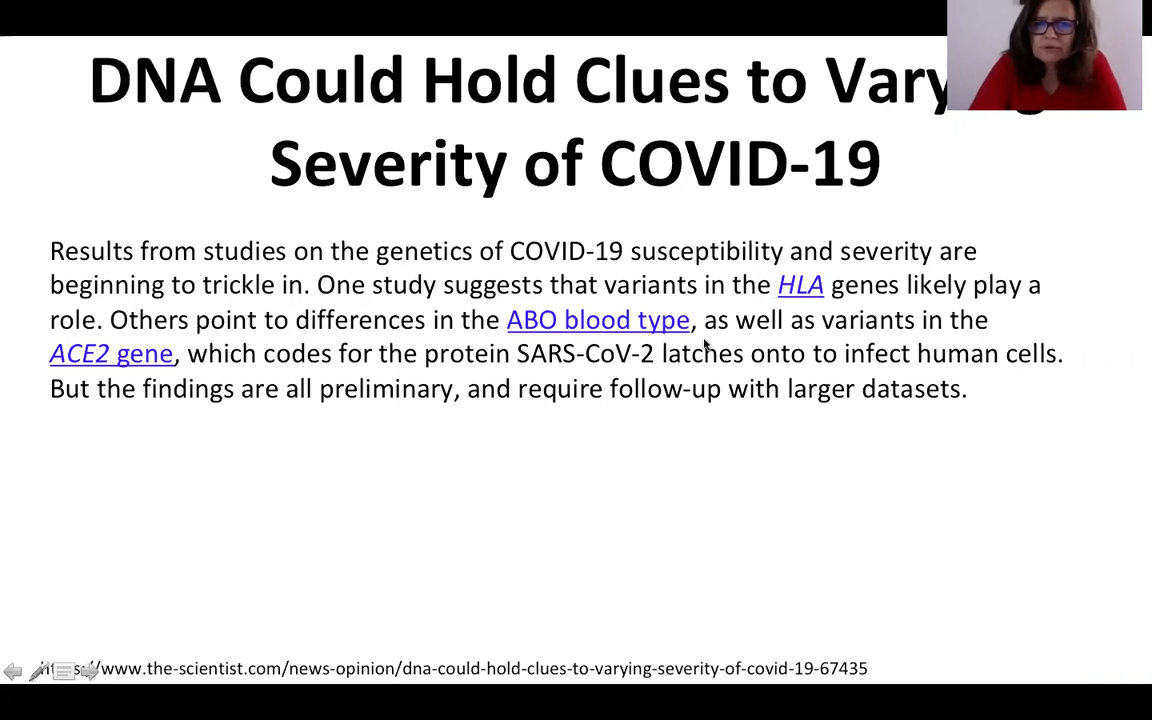 DNA Could Hold Clues to
Severity of COVID-19
Results from studies on the genetics of COVID-19 susceptibility and severity are
beginning to trickle in. One study suggests that variants in the HLA genes likely play a
role. Others point to differences in the ABO blood type, as well as variants in the
ACE2 gene, which codes for the protein SARS-CoV-2 latches onto to infect human cells.
But the findings are all preliminary, and require follow-up with larger datasets.
www.the-scientist.com/news-opinion/dna-could-hold-clues-to-varying-severity-of-covid-19-67435